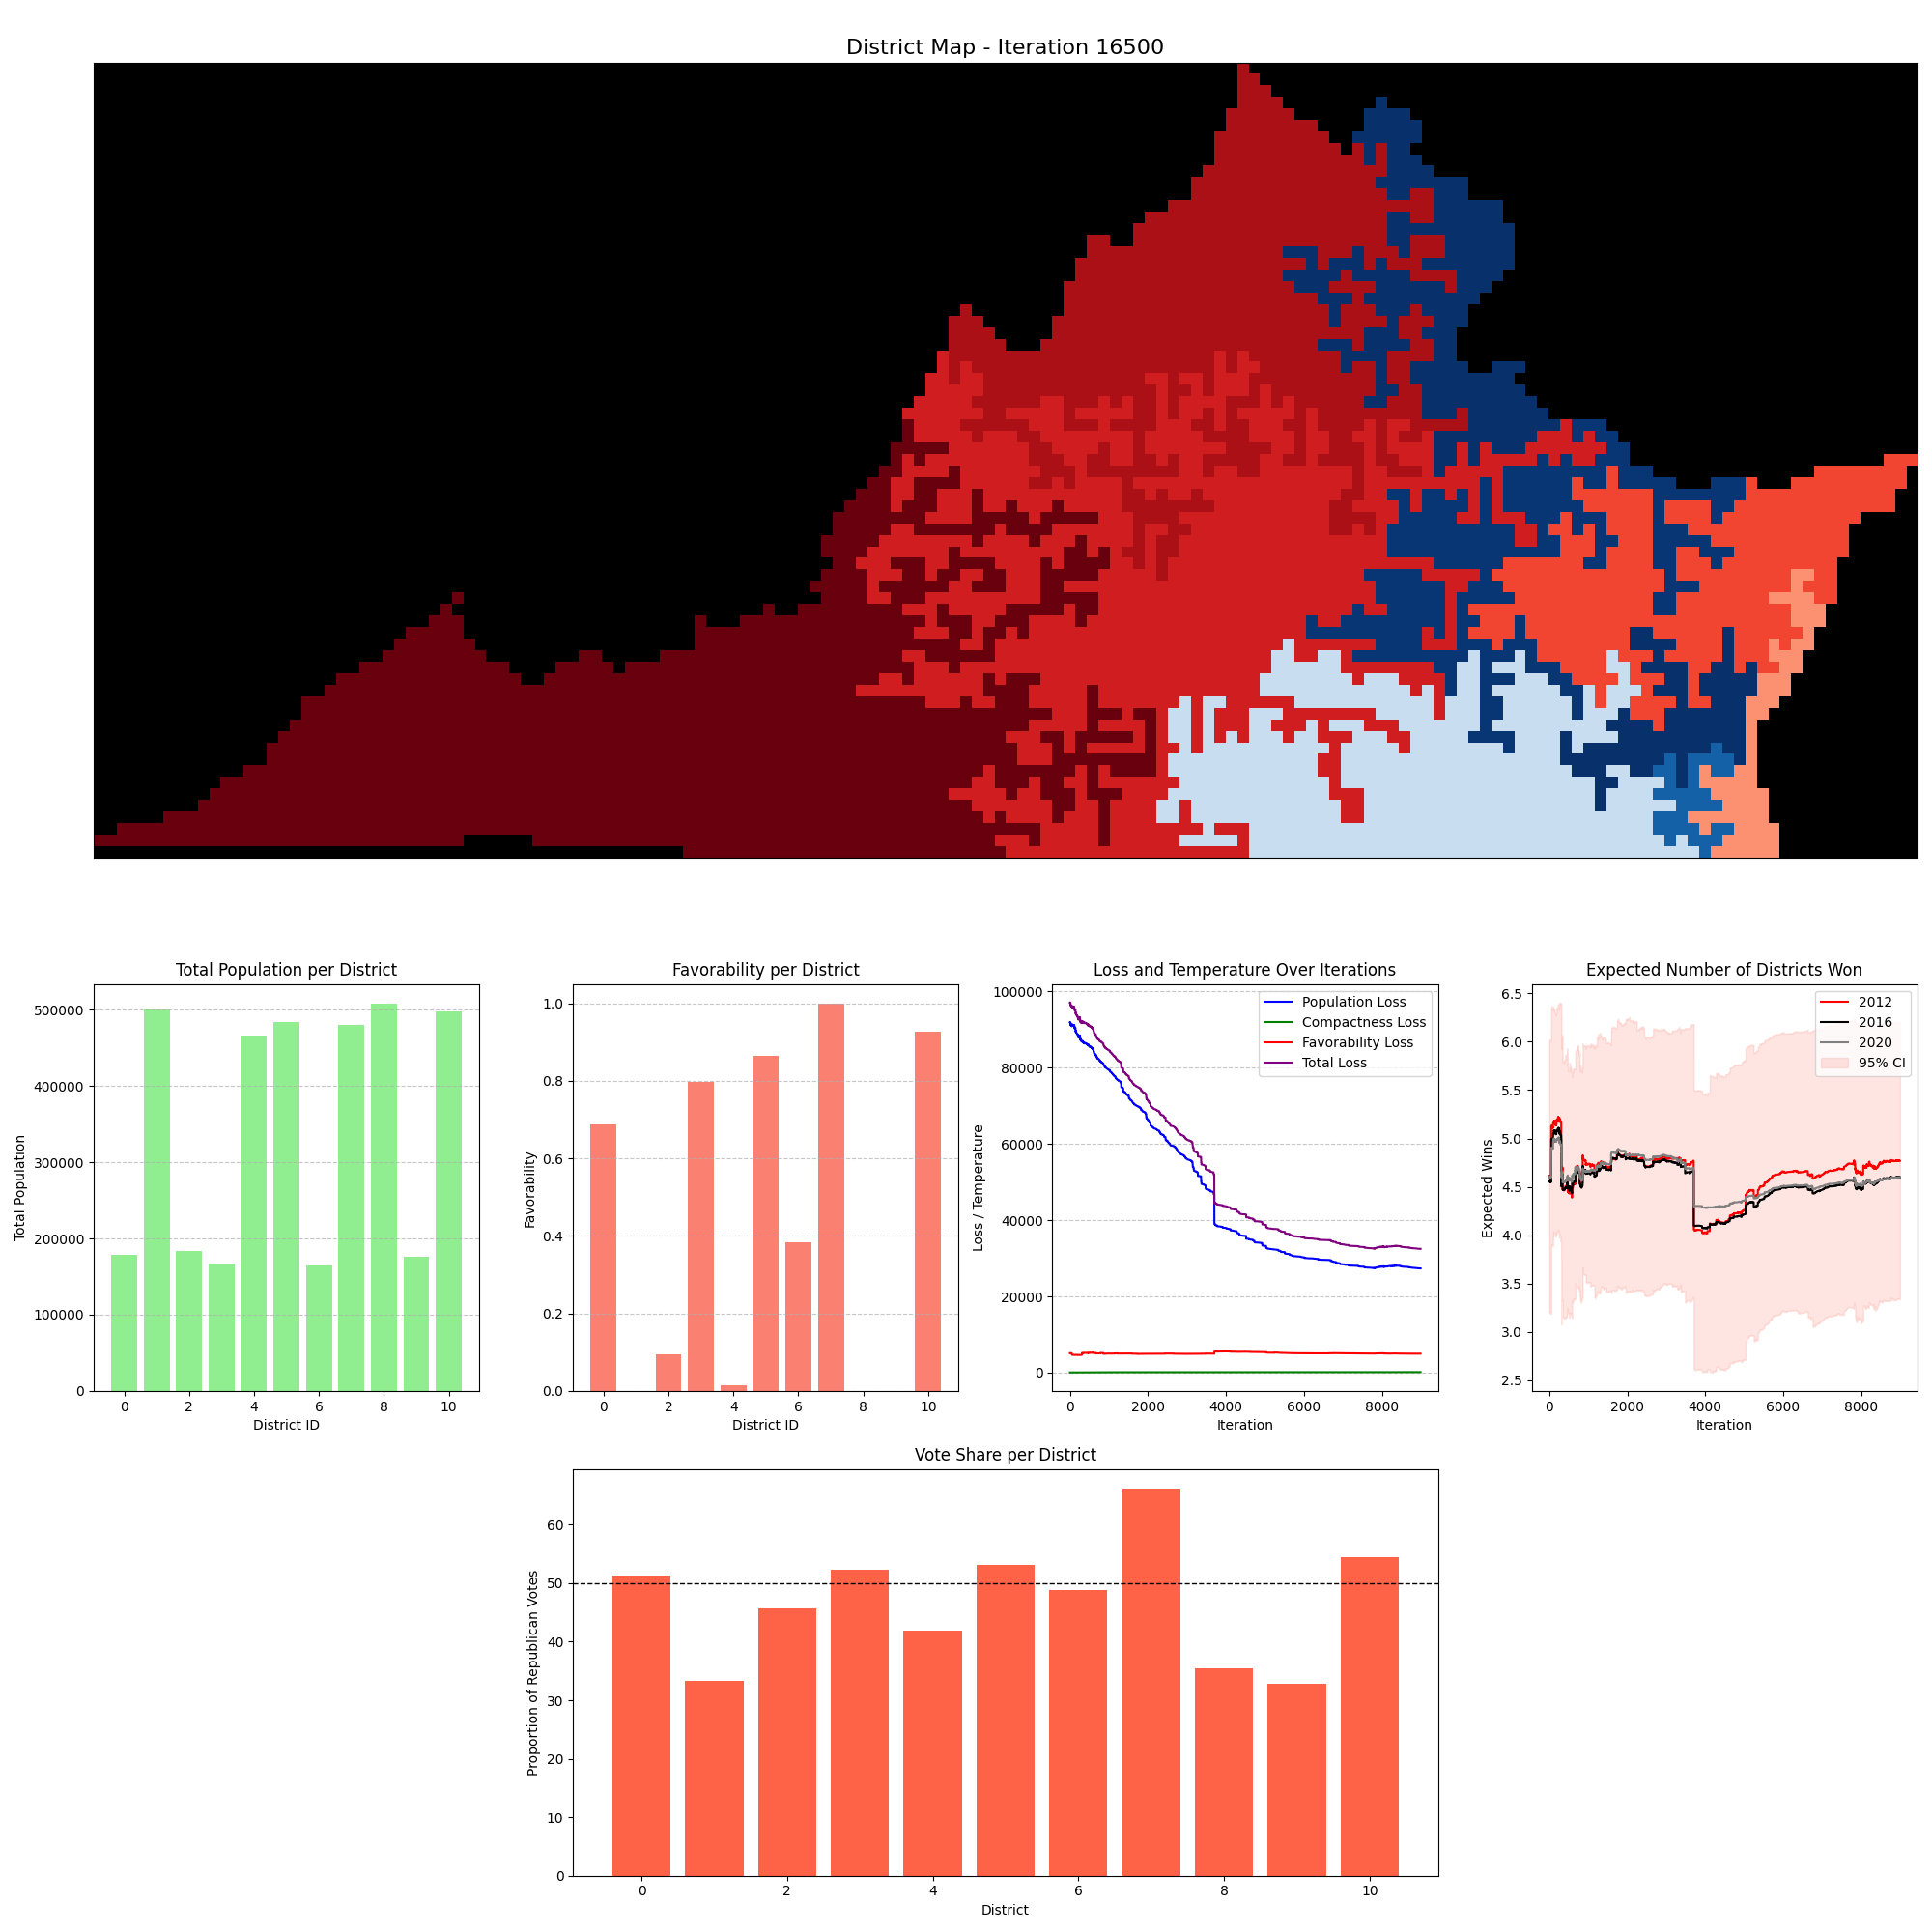 District Map - Iteration 16500
Total Population per District
Total Population
500000
400000
300000
200000
100000
0
0 2 4 6 8 10
District ID
Favorability per District
Favorability
1.0
0.8
0.6
0.4
0.2
0.0
0 2 4 6 8 10
District ID
Loss and Temperature Over Iterations
Loss / Temperature
100000
80000
60000
40000
20000
0
Population Loss
Compactness Loss
Favorability Loss
Total Loss
0 2000 4000 6000 8000
Iteration
Expected Number of Districts Won
Expected Wins
6.5
6.0
5.5
5.0
4.5
4.0
3.5
3.0
2.5
2012
2016
2020
95% CI
0 2000 4000 6000 8000
Iteration
Vote Share per District
Proportion of Republican Votes
60
50
40
30
20
10
0
0 2 4 6 8 10
District